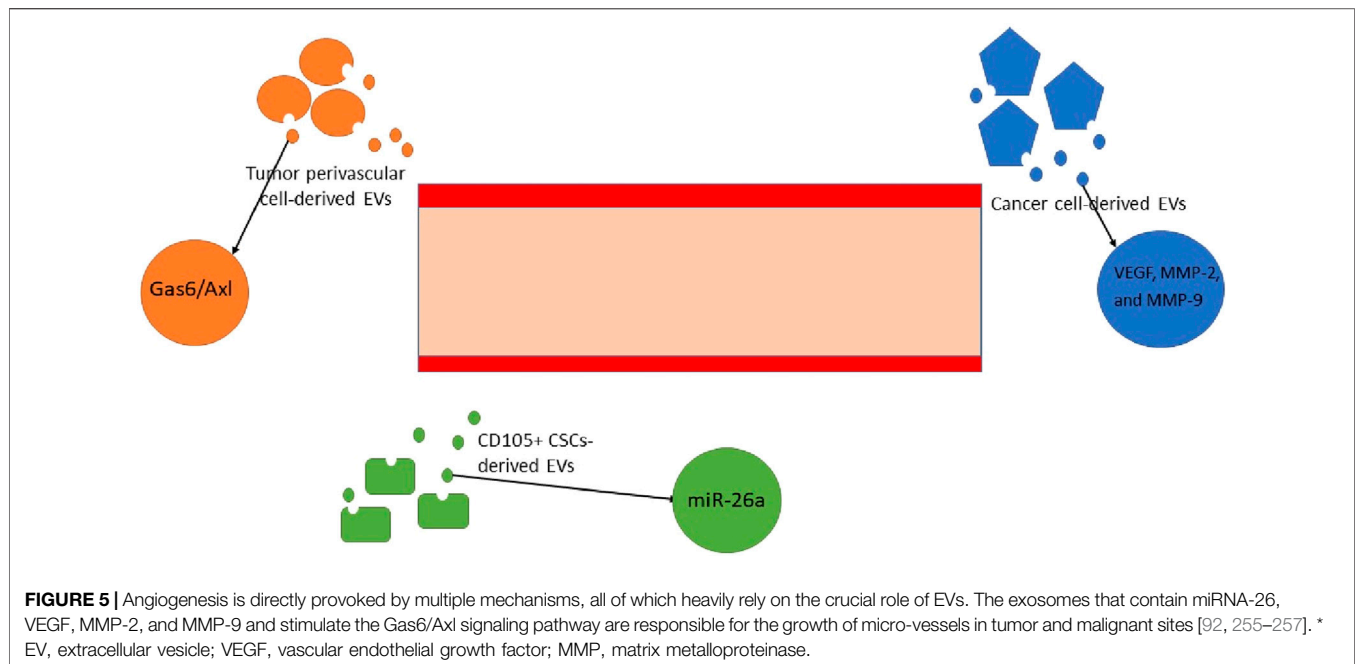 Tumor perivascular
cell-derived EVs
Gas6/Axl
Cancer cell-derived EVs
VEGF, MMP-2,
and MMP-9
CD105+ CSCs-
derived EVs
miR-26a
FIGURE 5 | Angiogenesis is directly provoked by multiple mechanisms, all of which heavily rely on the crucial role of EVs. The exosomes that contain miRNA-26,
VEGF, MMP-2, and MMP-9 and stimulate the Gas6/Axl signaling pathway are responsible for the growth of micro-vessels in tumor and malignant sites [92, 255–257]. *
EV, extracellular vesicle; VEGF, vascular endothelial growth factor; MMP, matrix metalloproteinase.